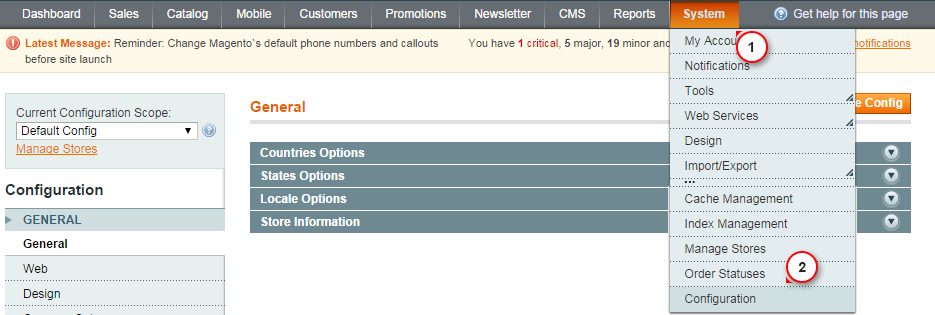 Dashboard Sales Catalog Mobile Customers Promotions Newsletter CMS Reports System Get help for this page
Latest Message: Reminder: Change Magento`s default phone numbers and callouts
before site launch
You have 1 critical, 5 major, 19 minor and
notifications
Current Configuration Scope:
Default Config
Manage Stores
Configuration
GENERAL
General
Web
Design
General
Config
Countries Options
States Options
Locale Options
Store Information
My
1
Notifications
Tools
Web Services
Design
Import/Export
...
Cache Management
Index Management
Manage Stores
Order Statuses
2
Configuration